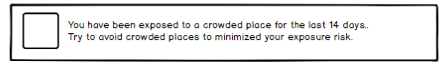 You have been exposed to a crowded place for the last 14 days..
Try to avoid crowded places to minimized your exposure risk.